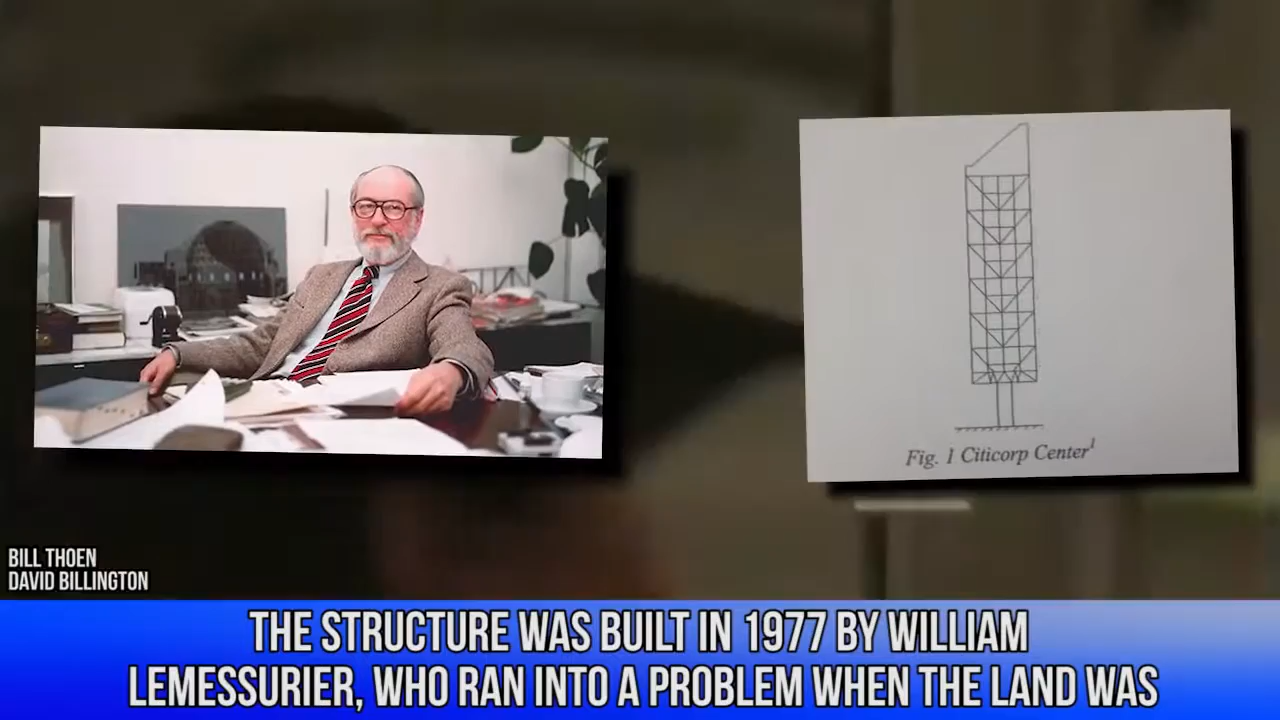 Fig. 1 Citicorp Center1
BILL THOEN
DAVID BILLINGTON
THE STRUCTURE WAS BUILT IN 1977 BY WILLIAM
LEMESSURIER, WHO RAN INTO A PROBLEM WHEN THE LAND WAS